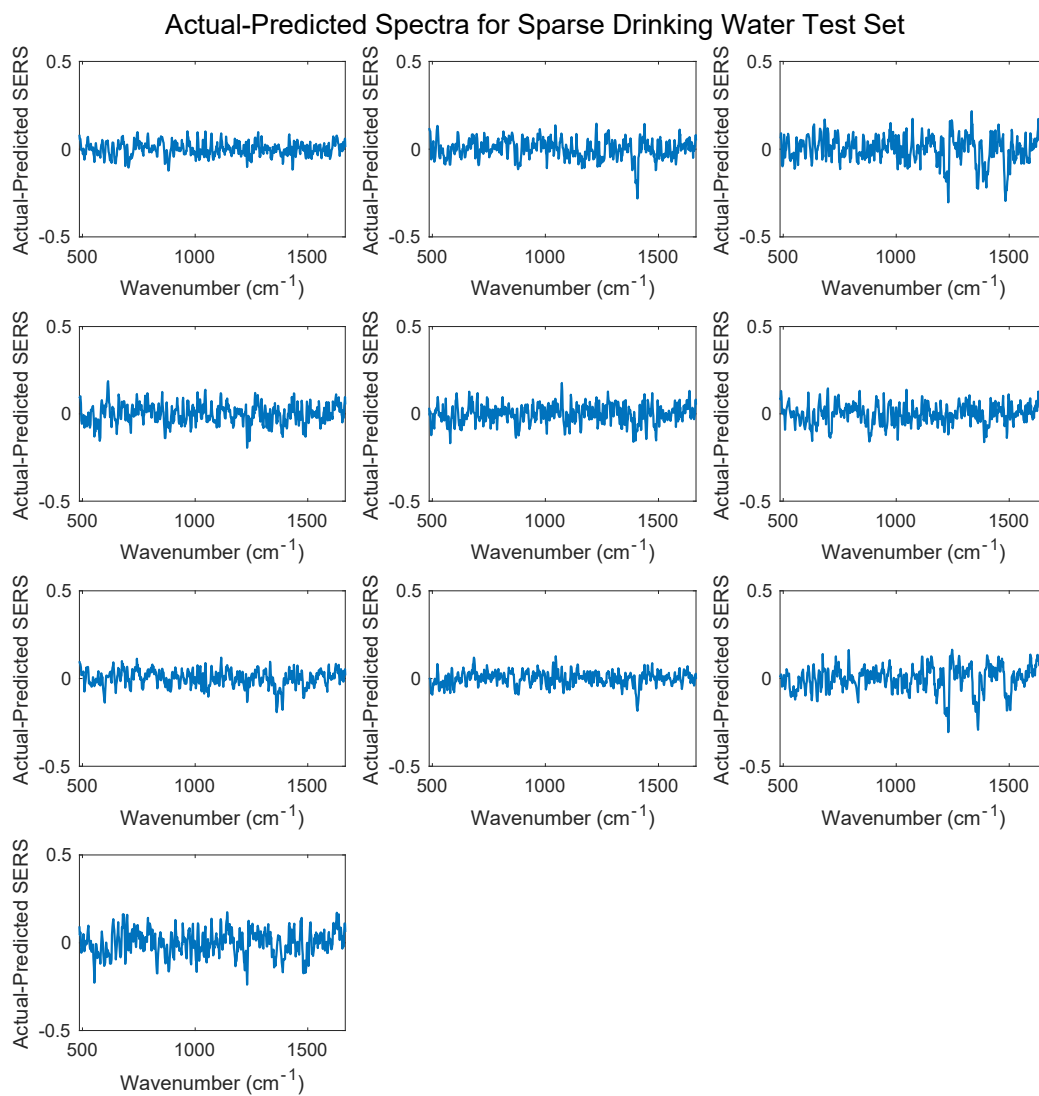 Actual-Predicted Spectra for Sparse Drinking Water Test Set
Actual-Predicted SERS
0.5
0
-0.5
500 1000 1500
Wavenumber (cm⁻¹)
Actual-Predicted SERS
0.5
0
-0.5
500 1000 1500
Wavenumber (cm⁻¹)
Actual-Predicted SERS
0.5
0
-0.5
500 1000 1500
Wavenumber (cm⁻¹)
Actual-Predicted SERS
0.5
0
-0.5
500 1000 1500
Wavenumber (cm⁻¹)
Actual-Predicted SERS
0.5
0
-0.5
500 1000 1500
Wavenumber (cm⁻¹)
Actual-Predicted SERS
0.5
0
-0.5
500 1000 1500
Wavenumber (cm⁻¹)
Actual-Predicted SERS
0.5
0
-0.5
500 1000 1500
Wavenumber (cm⁻¹)
Actual-Predicted SERS
0.5
0
-0.5
500 1000 1500
Wavenumber (cm⁻¹)
Actual-Predicted SERS
0.5
0
-0.5
500 1000 1500
Wavenumber (cm⁻¹)
Actual-Predicted SERS
0.5
0
-0.5
500 1000 1500
Wavenumber (cm⁻¹)